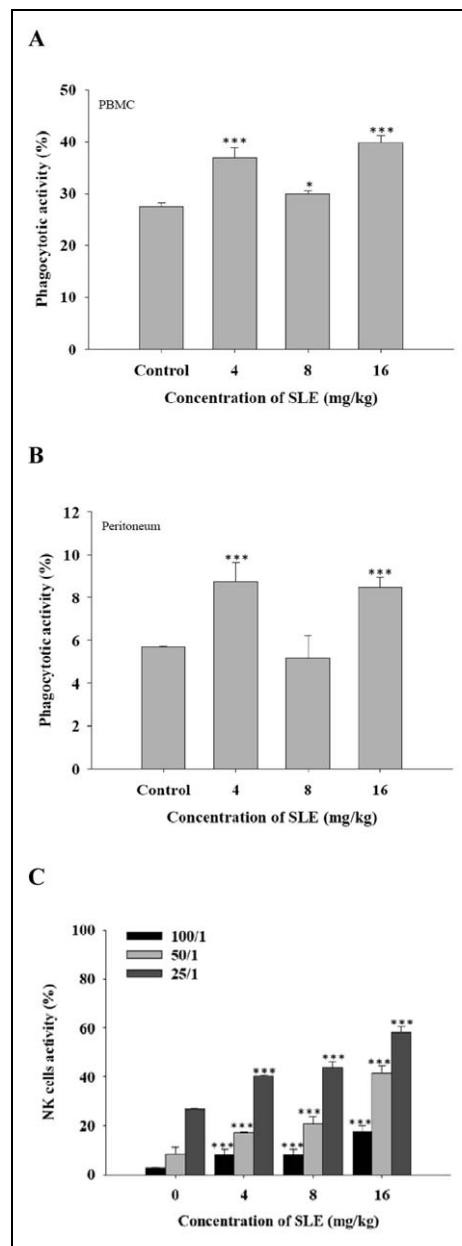 A
PBMC
Phagocytotic activity (%)
50
40
30
20
10
0
***
*
***
Control 4 8 16
Concentration of SLE (mg/kg)
B
Peritoneum
Phagocytotic activity (%)
12
10
8
6
4
2
0
***
***
Control 4 8 16
Concentration of SLE (mg/kg)
C
NK cells activity (%)
100
80
60
40
20
0
100/1
50/1
25/1
*** *** ***
*** *** ***
*** *** ***
0 4 8 16
Concentration of SLE (mg/kg)